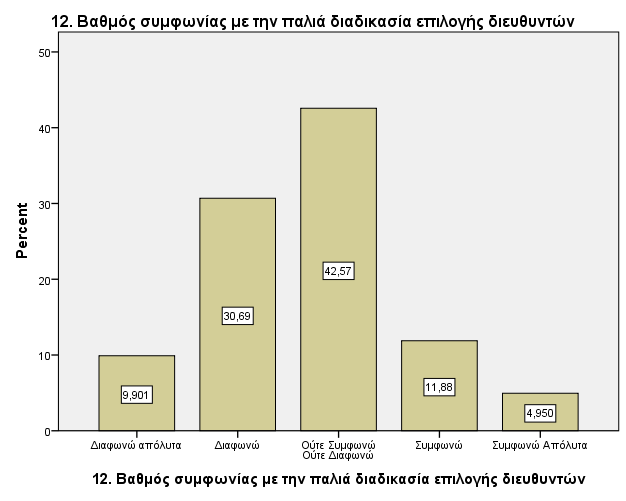 12. Βαθμός συμφωνίας με την παλιά διαδικασία επιλογής διευθυντών
50
40
30
20
10
0
Percent
9,901
30,69
42,57
11,88
4,950
Διαφωνώ απόλυτα
Διαφωνώ
Ούτε Συμφωνώ
Ούτε Διαφωνώ
Συμφωνώ
Συμφωνώ Απόλυτα
12. Βαθμός συμφωνίας με την παλιά διαδικασία επιλογής διευθυντών